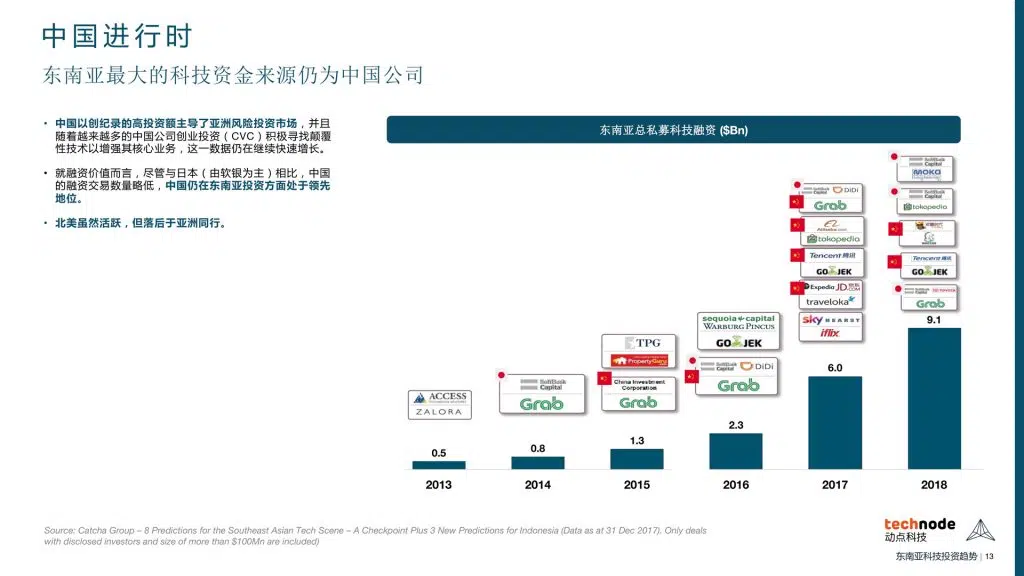 中国进行时
东南亚最大的科技资金来源仍为中国公司
• 中国以创纪录的高投资额主导了亚洲风险投资市场，并且
随着越来越多的中国公司创业投资（CVC）积极寻找颠覆
性技术以增强其核心业务，这一数据仍在继续快速增长。
• 就融资价值而言，尽管与日本（由软银为主）相比，中国
的融资交易数量略低，中国仍在东南亚投资方面处于领先
地位。
• 北美虽然活跃，但落后于亚洲同行。
东南亚总私募科技融资 ($Bn)
ACCESS
ZALORA
0.5
2013
SoftBank
Capital
Grab
0.8
2014
TPG
PropertyGuru
China Investment
Corporation
Grab
1.3
2015
SEQUOIA CAPITAL
WARBURG PINCUS
GOJEK
SoftBank
Capital
DiDi
Grab
2.3
2016
SoftBank
Capital
DiDi
Grab
Alibaba.com
tokopedia
Tencent 腾讯
GOJEK
Expedia JD.COM
traveloka
sky HEARST
iflix
6.0
2017
SoftBank
Capital
MOKA
SoftBank
Capital
tokopedia
Tencent 腾讯
GOJEK
SoftBank
Capital
TOYOTA
Grab
9.1
2018
Source: Catcha Group – 8 Predictions for the Southeast Asian Tech Scene – A Checkpoint Plus 3 New Predictions for Indonesia (Data as at 31 Dec 2017). Only deals
with disclosed investors and size of more than $100Mn are included)
technode
动点科技
东南亚科技投资趋势 | 13